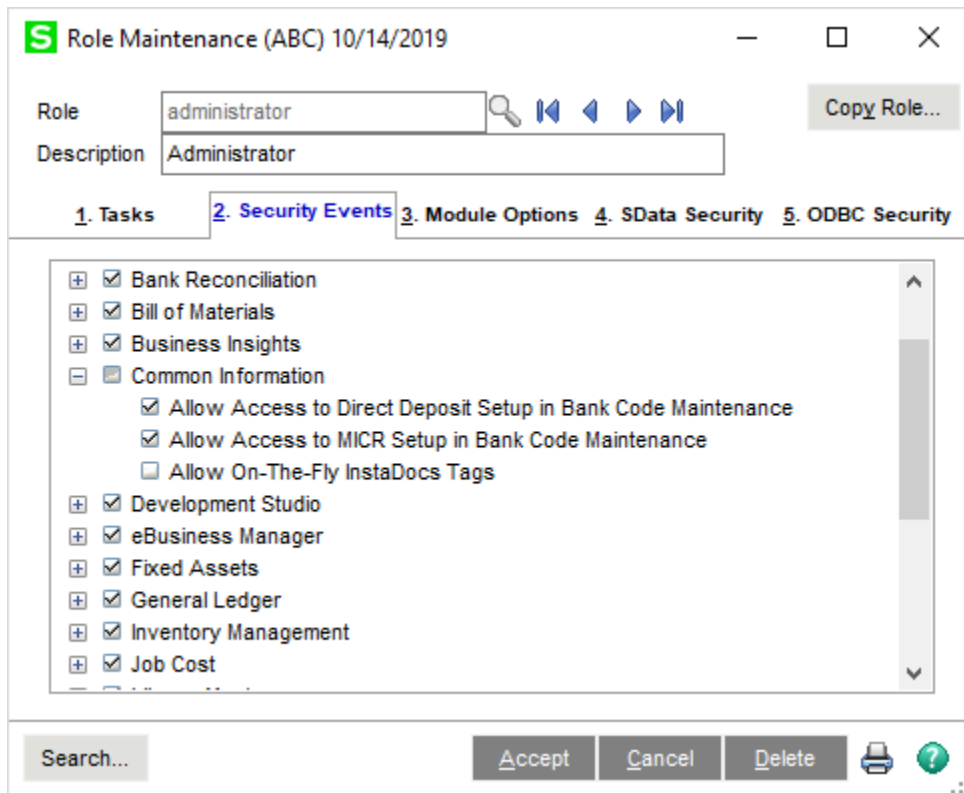 S Role Maintenance (ABC) 10/14/2019
Role administrator Copy Role...
Description Administrator
1. Tasks 2. Security Events 3. Module Options 4. SData Security 5. ODBC Security
Bank Reconciliation
Bill of Materials
Business Insights
Common Information
Allow Access to Direct Deposit Setup in Bank Code Maintenance
Allow Access to MICR Setup in Bank Code Maintenance
Allow On-The-Fly InstaDocs Tags
Development Studio
eBusiness Manager
Fixed Assets
General Ledger
Inventory Management
Job Cost
Search... Accept Cancel Delete ?